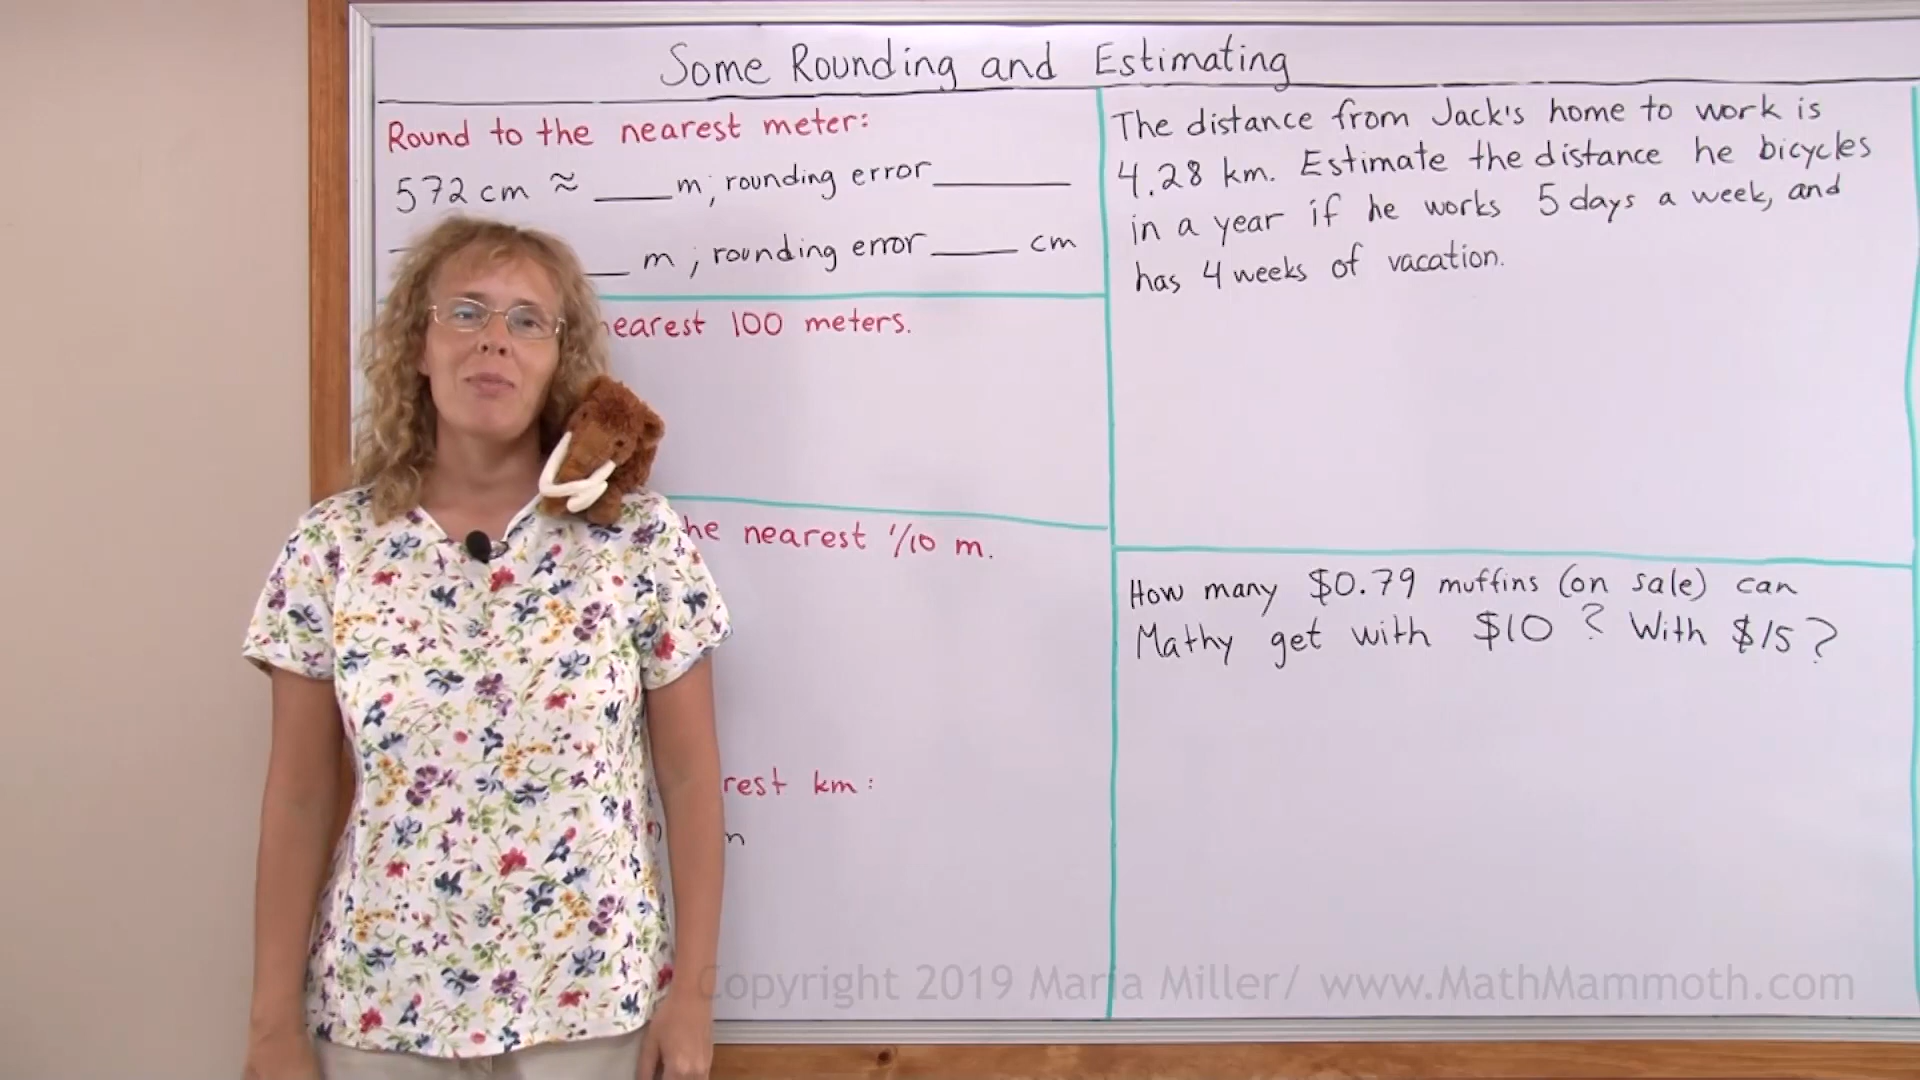 Some Rounding and Estimating
Round to the nearest meter:
572 cm ≈ ____ m; rounding error ________
____ m ; rounding error ____ cm
nearest 100 meters.
nearest 1/10 m.
km:
The distance from Jack's home to work is
4.28 km. Estimate the distance he bicycles
in a year if he works 5 days a week, and
has 4 weeks of vacation.
How many $0.79 muffins (on sale) can
Mathy get with $10 ? With $15 ?
Copyright 2019 Maria Miller/ www.MathMammoth.com